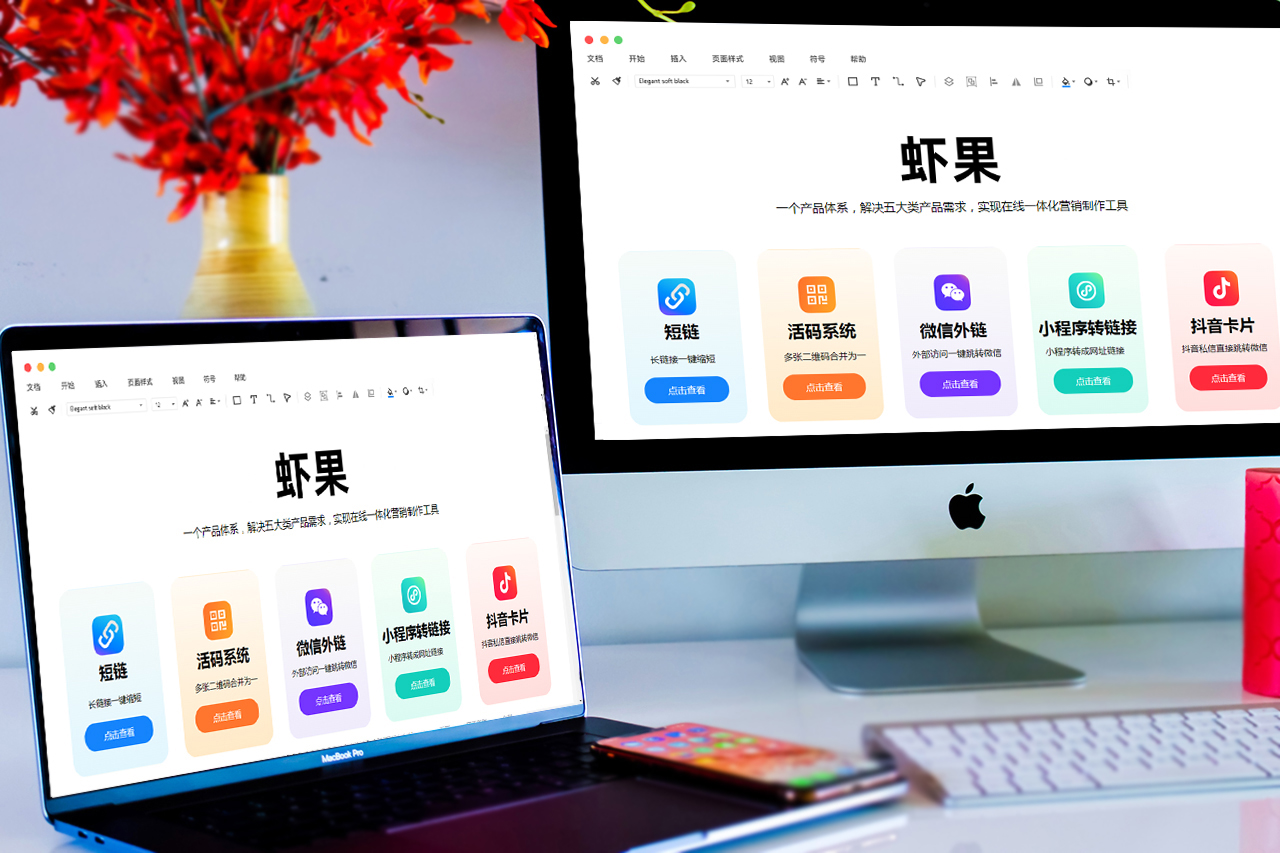 文档 开始 插入 页面样式 视图 符号 帮助
Elegant soft black 12
虾果
一个产品体系，解决五大类产品需求，实现在线一体化营销制作工具
短链
长链接一键缩短
点击查看
活码系统
多张二维码合并为一
点击查看
微信外链
外部访问一键跳转微信
点击查看
小程序转链接
小程序转成网址链接
点击查看
抖音卡片
抖音私信直接跳转微信
点击查看
文档 开始 插入 页面样式 视图 符号 帮助
Elegant soft black 12
虾果
一个产品体系，解决五大类产品需求，实现在线一体化营销制作工具
短链
长链接一键缩短
点击查看
活码系统
多张二维码合并为一
点击查看
微信外链
外部访问一键跳转微信
点击查看
小程序转链接
小程序转成网址链接
点击查看
抖音卡片
抖音私信直接跳转微信
点击查看
MacBook Pro